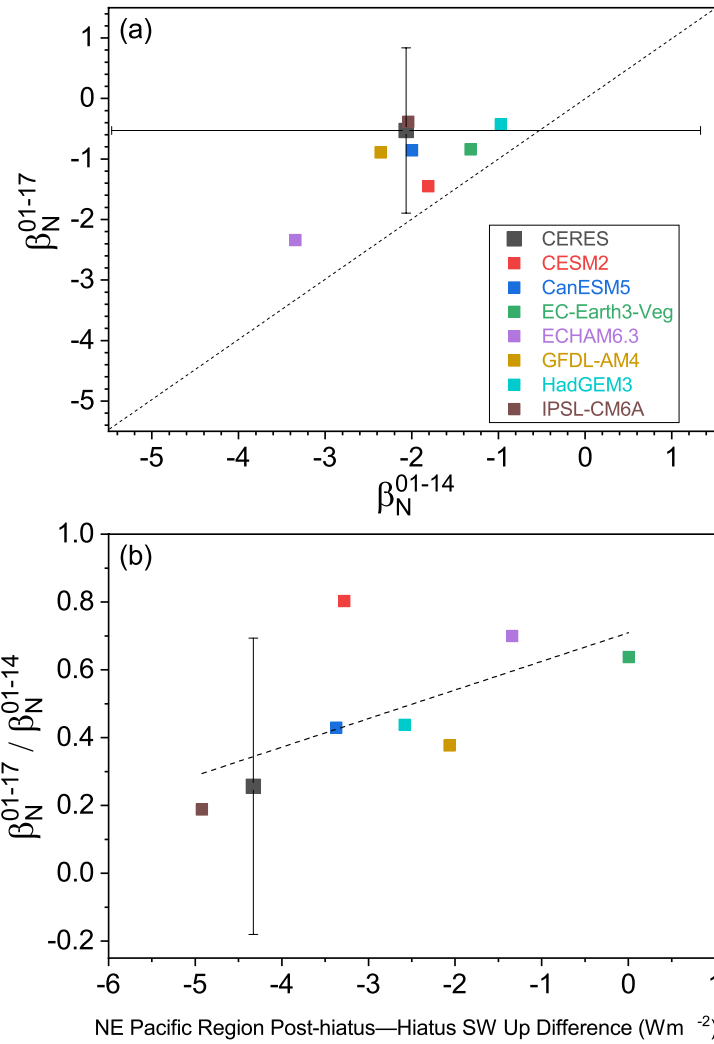 (a)
1
0
-1
-2
-3
-4
-5
β_N^01-17
CERES
CESM2
CanESM5
EC-Earth3-Veg
ECHAM6.3
GFDL-AM4
HadGEM3
IPSL-CM6A
-5 -4 -3 -2 -1 0 1
β_N^01-14
(b)
1.0
0.8
0.6
0.4
0.2
0.0
-0.2
β_N^01-17 / β_N^01-14
-6 -5 -4 -3 -2 -1 0 1
NE Pacific Region Post-hiatus—Hiatus SW Up Difference (Wm -2)